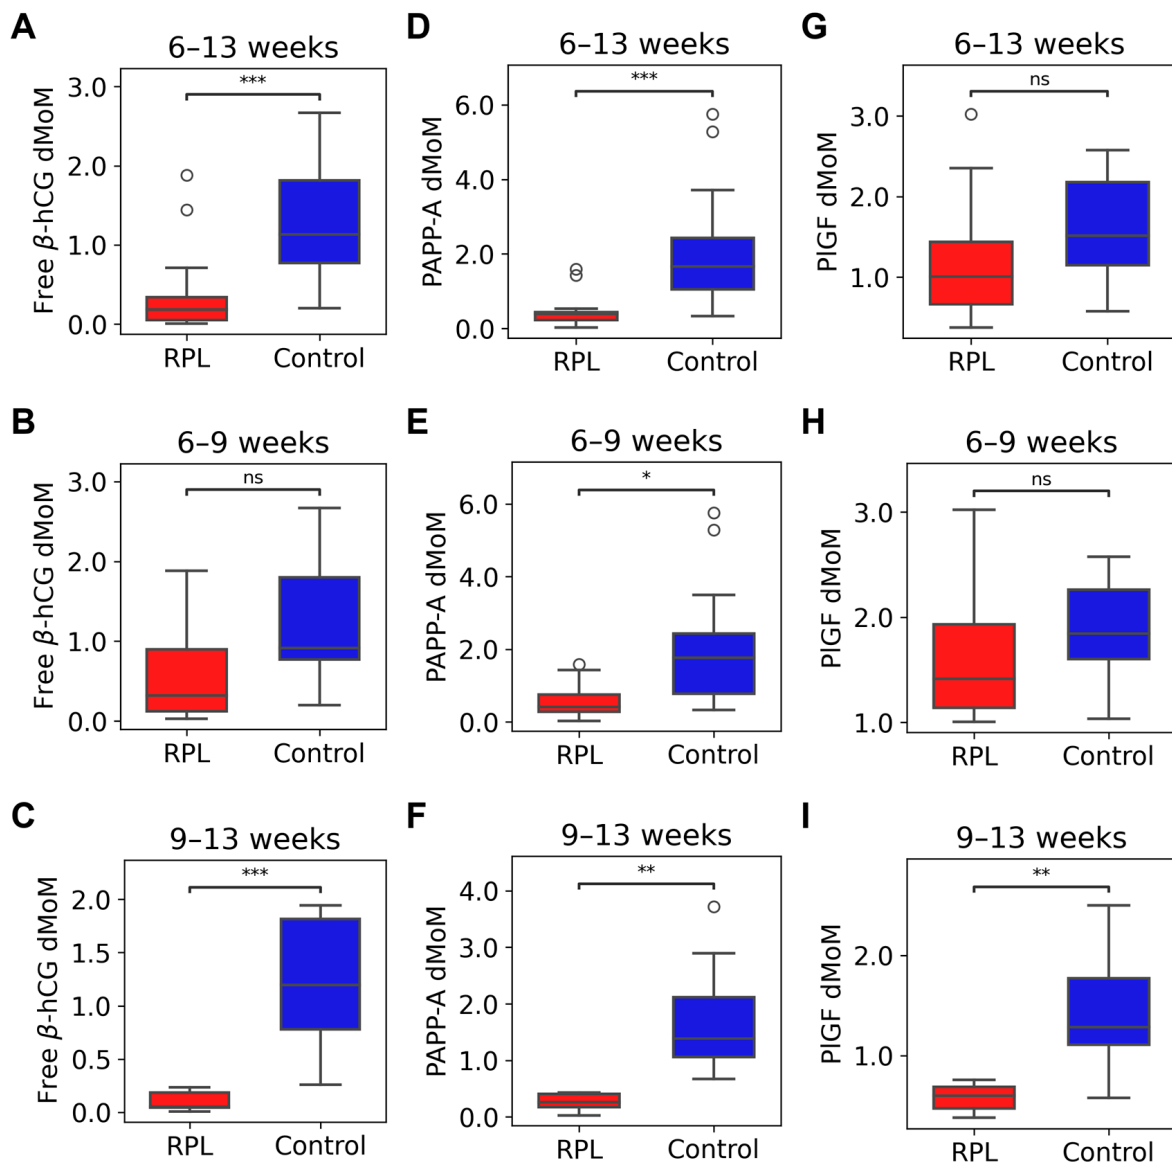 A
6–13 weeks
***
Free β-hCG dMoM
3.0
2.0
1.0
0.0
RPL
Control
D
6–13 weeks
***
PAPP-A dMoM
6.0
4.0
2.0
0.0
RPL
Control
G
6–13 weeks
ns
PlGF dMoM
3.0
2.0
1.0
RPL
Control
B
6–9 weeks
ns
Free β-hCG dMoM
3.0
2.0
1.0
0.0
RPL
Control
E
6–9 weeks
*
PAPP-A dMoM
6.0
4.0
2.0
0.0
RPL
Control
H
6–9 weeks
ns
PlGF dMoM
3.0
2.0
1.0
RPL
Control
C
9–13 weeks
***
Free β-hCG dMoM
2.0
1.5
1.0
0.5
0.0
RPL
Control
F
9–13 weeks
**
PAPP-A dMoM
4.0
3.0
2.0
1.0
0.0
RPL
Control
I
9–13 weeks
**
PlGF dMoM
2.0
1.0
RPL
Control